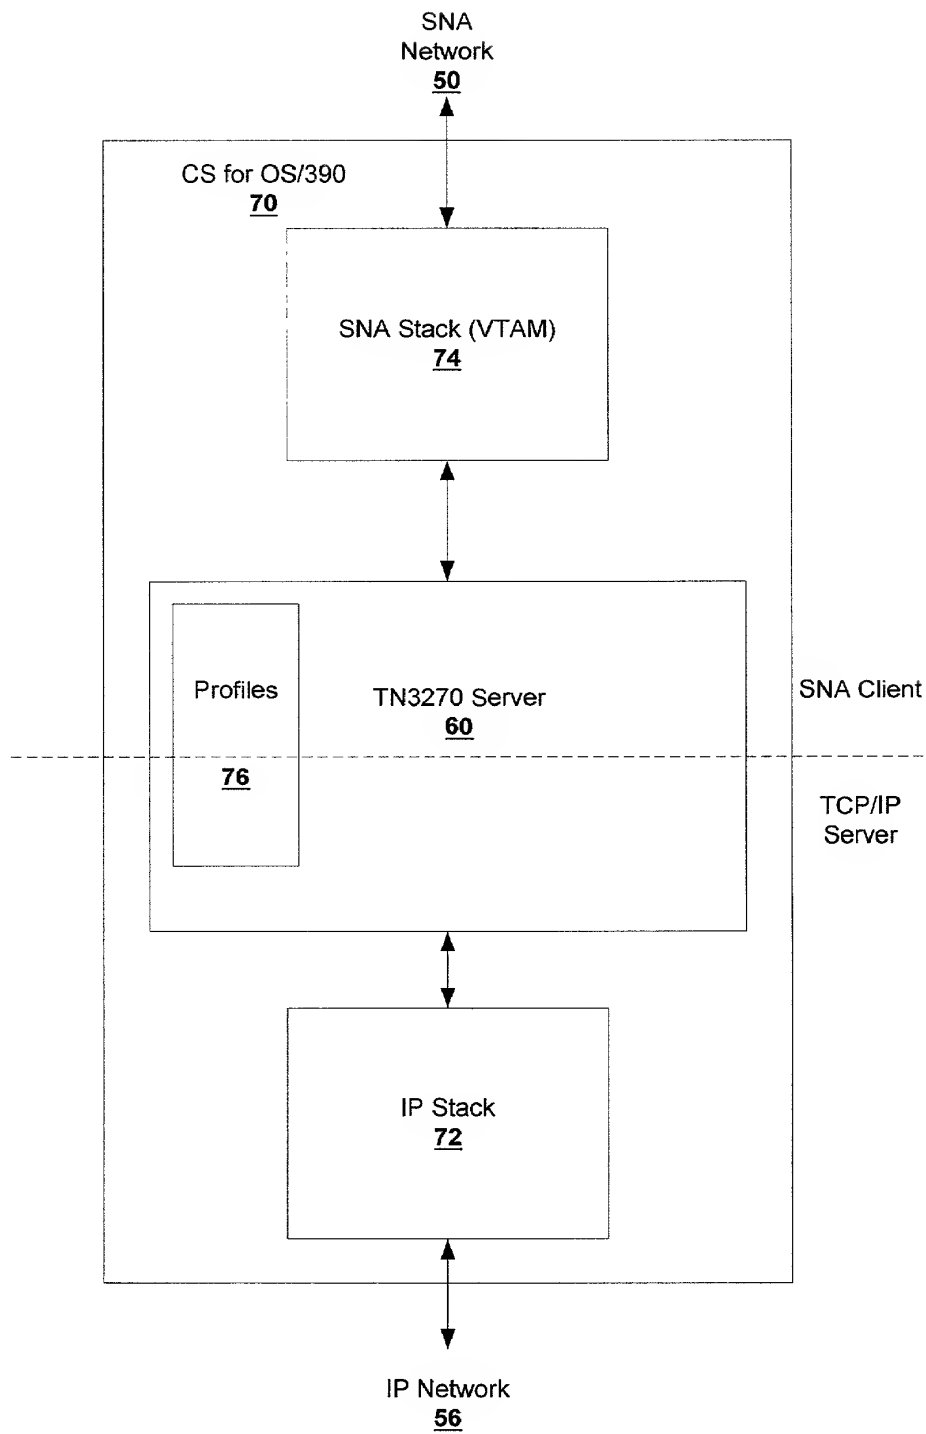 SNA
Network
50
CS for OS/390
70
SNA Stack (VTAM)
74
Profiles
TN3270 Server
60
SNA Client
76
TCP/IP
Server
IP Stack
72
IP Network
56